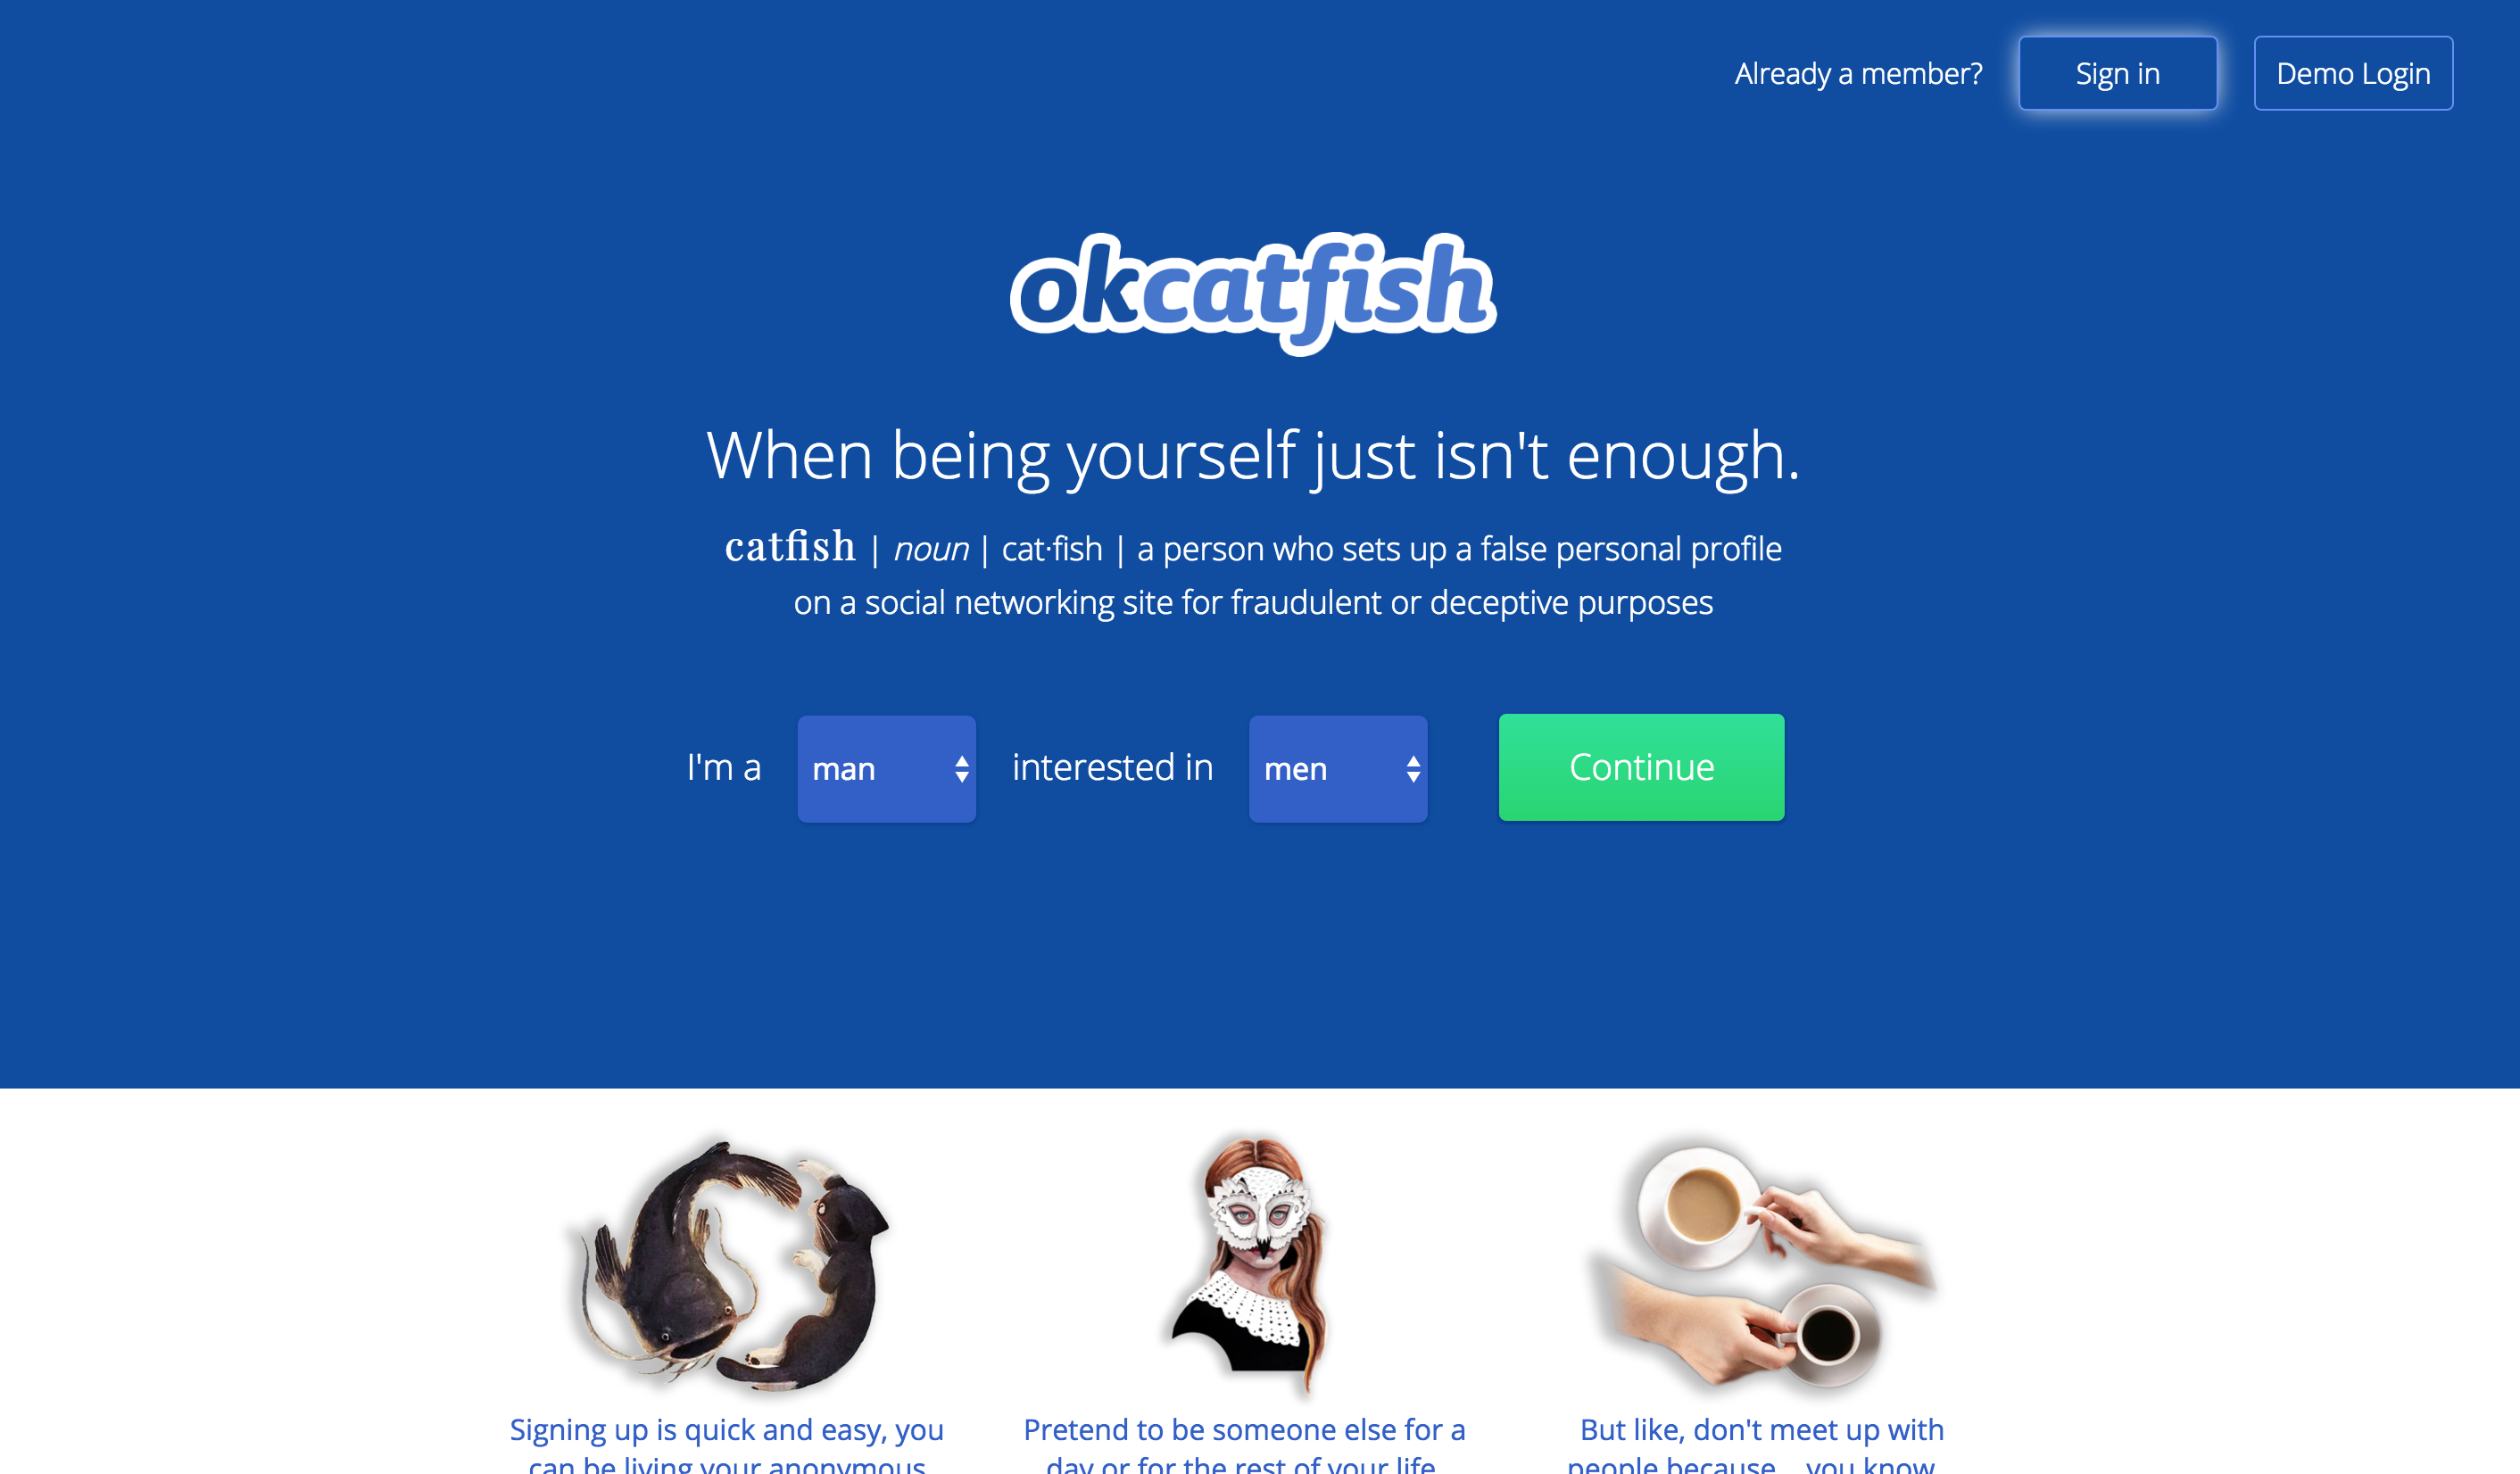 Already a member?
Sign in
Demo Login
okcatfish
When being yourself just isn't enough.
catfish | noun | cat·fish | a person who sets up a false personal profile
on a social networking site for fraudulent or deceptive purposes
I'm a
man
interested in
men
Continue
Signing up is quick and easy, you
can be living your anonymous
Pretend to be someone else for a
day or for the rest of your life
But like, don't meet up with
people because... you know